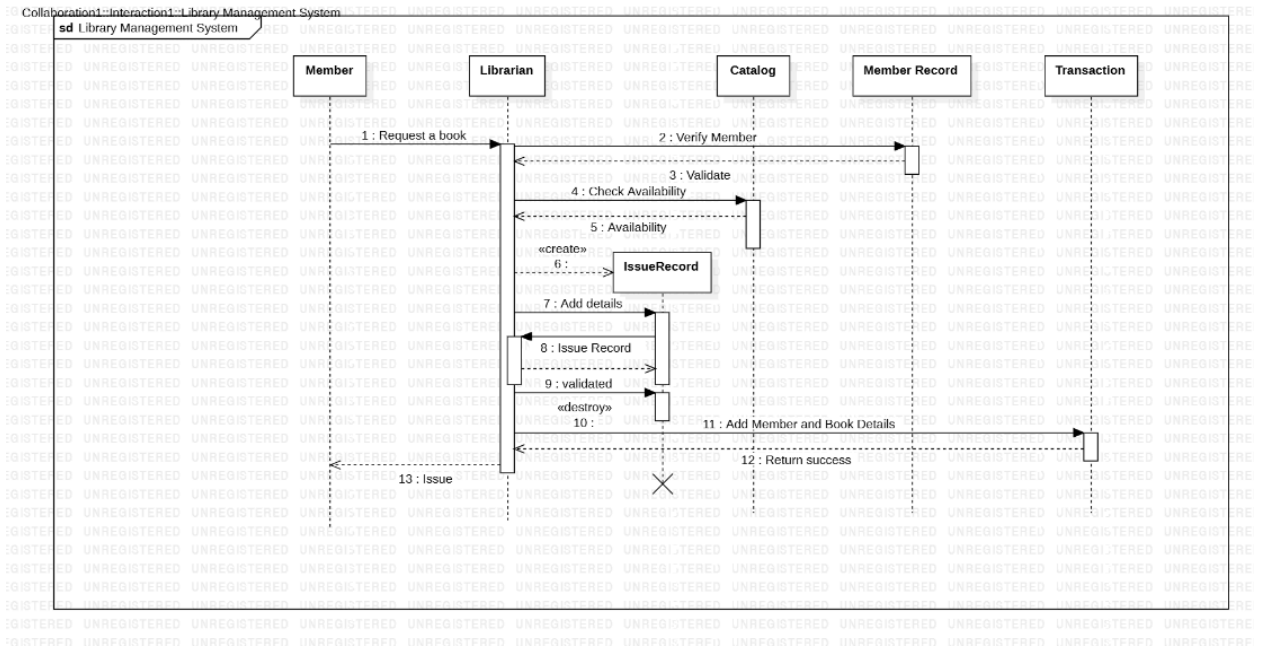 Collaboration1::Interaction1::Library Management System
sd Library Management System
Member
Librarian
Catalog
Member Record
Transaction
1 : Request a book
2 : Verify Member
3 : Validate
4 : Check Availability
5 : Availability
«create»
6 :
IssueRecord
7 : Add details
8 : Issue Record
9 : validated
«destroy»
10 :
11 : Add Member and Book Details
12 : Return success
13 : Issue
UNREGISTERED